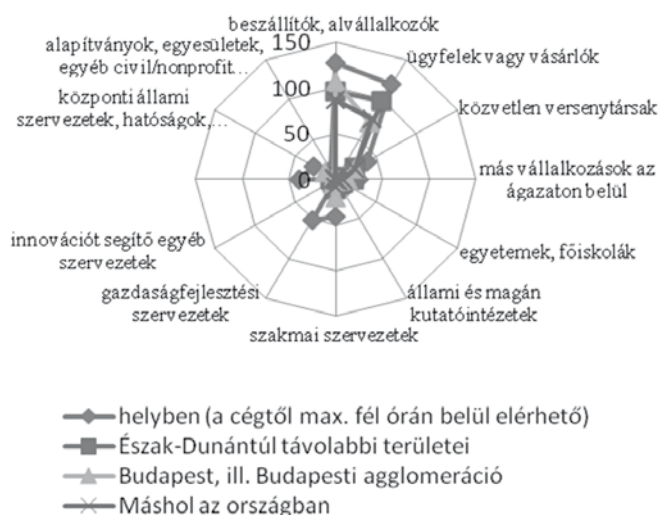 beszállítók, alvállalkozók
150
alapítványok, egyesületek,
egyéb civil/nonprofit...
ügyfelek vagy vásárlók
100
központi állami
szervezetek, hatóságok,...
közvetlen versenytársak
50
más vállalkozások az
ágazaton belül
0
innovációt segítő egyéb
szervezetek
egyetemek, főiskolák
gazdaságfejlesztési
szervezetek
állami és magán
kutatóintézetek
szakmai szervezetek
helyben (a cégtől max. fél órán belül elérhető)
Észak-Dunántúl távolabbi területei
Budapest, ill. Budapesti agglomeráció
Máshol az országban